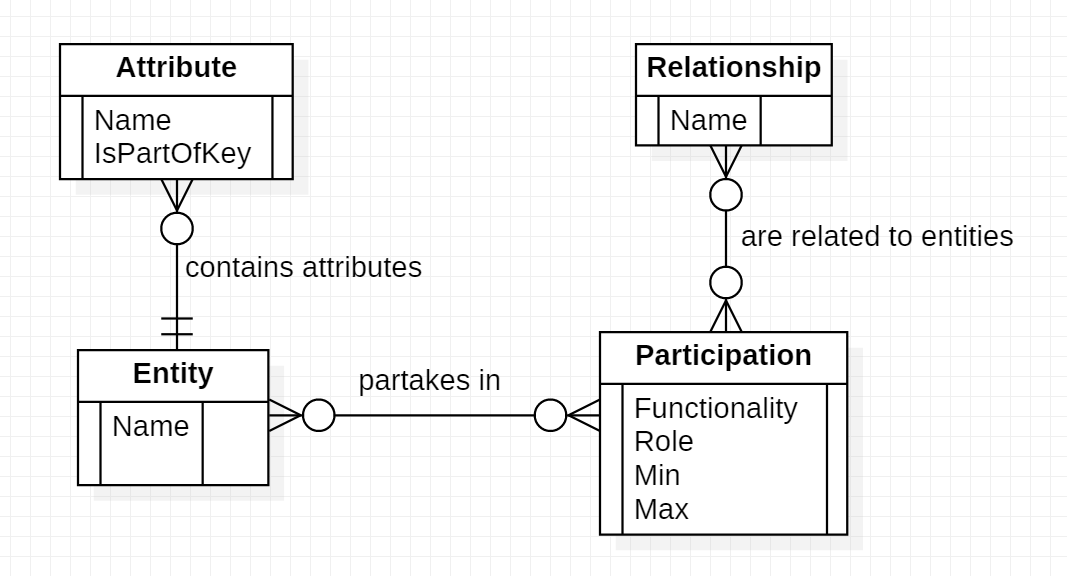 Attribute
Name
IsPartOfKey
Relationship
Name
contains attributes
are related to entities
Entity
Name
partakes in
Participation
Functionality
Role
Min
Max